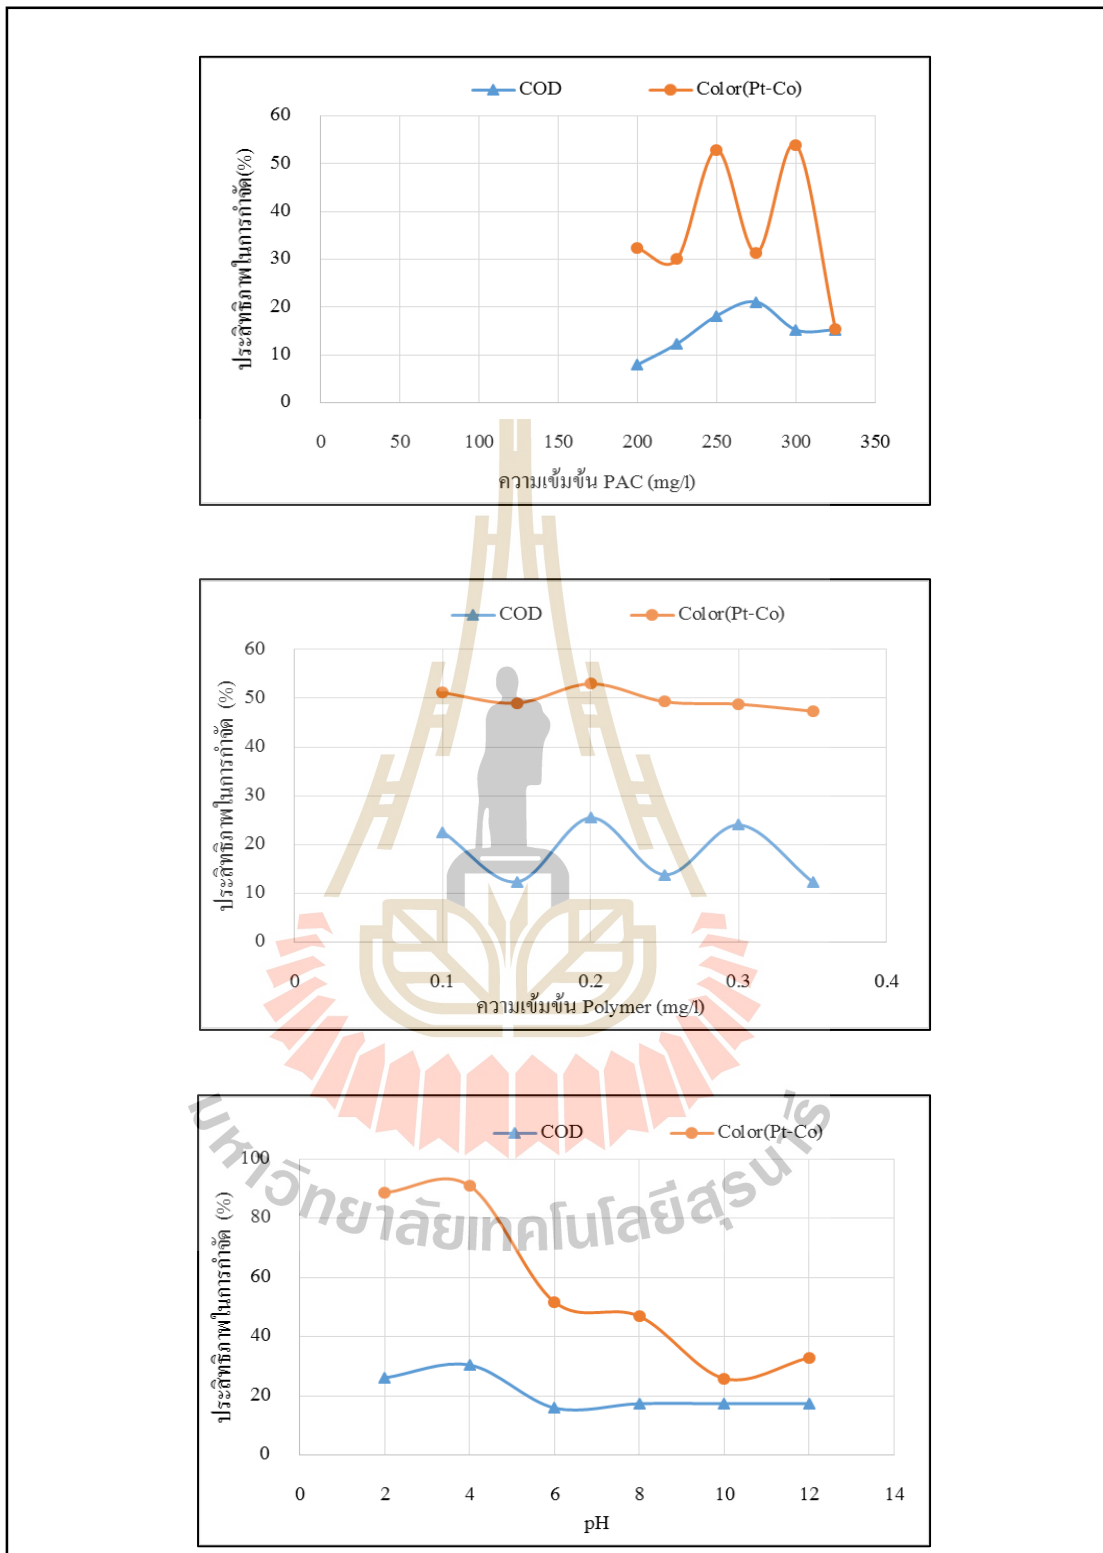 COD Color(Pt-Co)
ประสิทธิภาพในการกำจัด(%)
60
50
40
30
20
10
0
0 50 100 150 200 250 300 350
ความเข้มข้น PAC (mg/l)
COD Color(Pt-Co)
ประสิทธิภาพในการกำจัด (%)
60
50
40
30
20
10
0
0 0.1 0.2 0.3 0.4
ความเข้มข้น Polymer (mg/l)
COD Color(Pt-Co)
ประสิทธิภาพในการกำจัด (%)
100
80
60
40
20
0
0 2 4 6 8 10 12 14
pH
มหาวิทยาลัยเทคโนโลยีสุรนารี